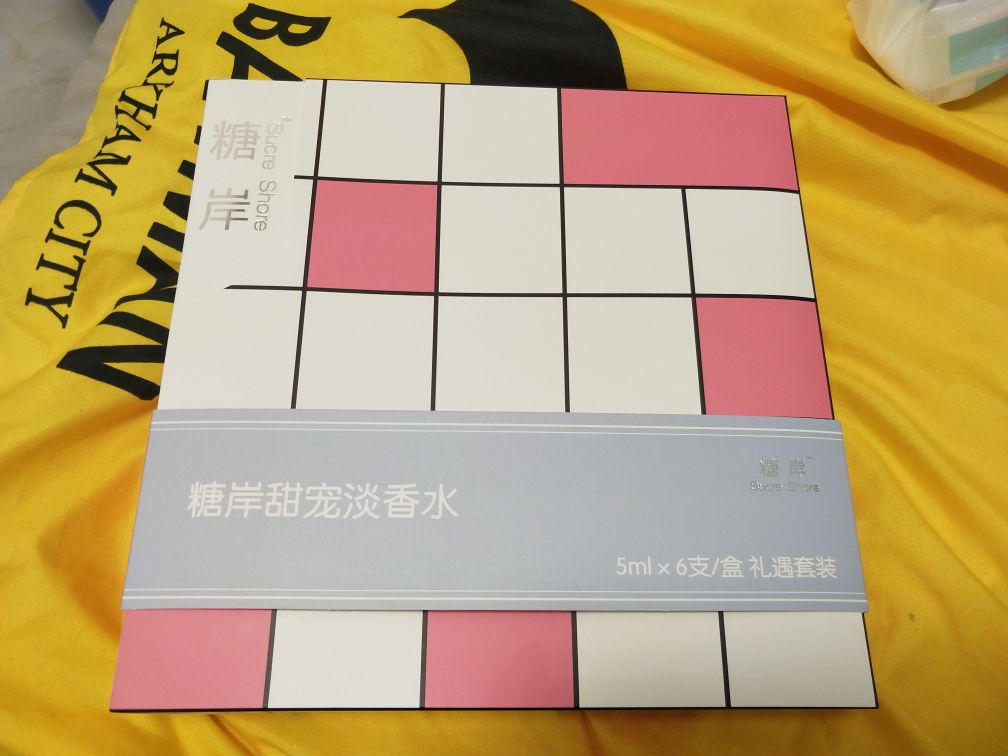 BATMAN
ARKHAM CITY
糖岸
Sucre Shore
糖岸甜宠淡香水
糖岸
Sucre Shore
5ml × 6支/盒 礼遇套装